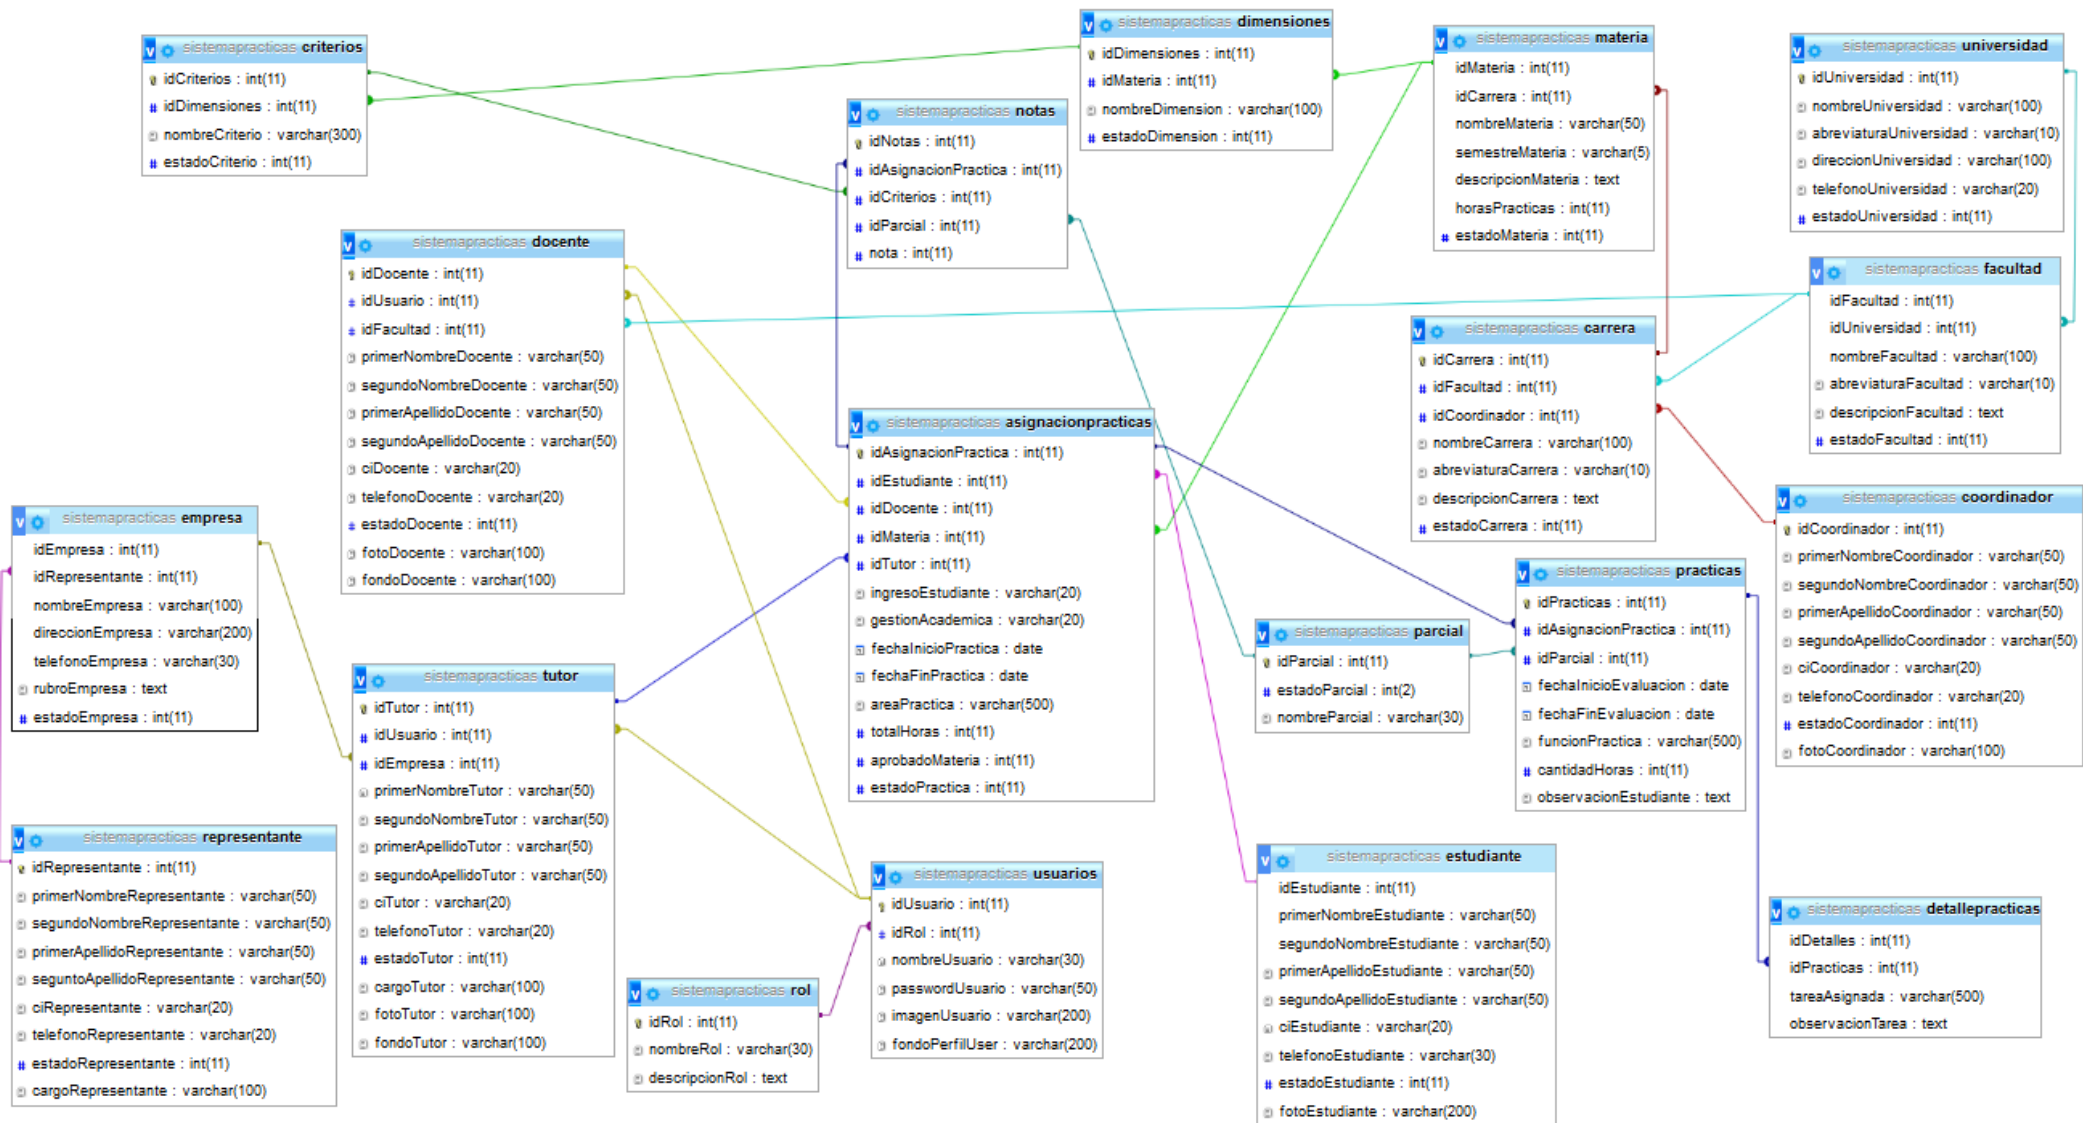 sistemapracticas criterios
idCriterios : int(11)
idDimensiones : int(11)
nombreCriterio : varchar(300)
estadoCriterio : int(11)
sistemapracticas dimensiones
idDimensiones : int(11)
idMateria : int(11)
nombreDimension : varchar(100)
estadoDimension : int(11)
sistemapracticas materia
idMateria : int(11)
idCarrera : int(11)
nombreMateria : varchar(50)
semestreMateria : varchar(5)
descripcionMateria : text
horasPracticas : int(11)
estadoMateria : int(11)
sistemapracticas universidad
idUniversidad : int(11)
nombreUniversidad : varchar(100)
abreviaturaUniversidad : varchar(10)
direccionUniversidad : varchar(100)
telefonoUniversidad : varchar(20)
estadoUniversidad : int(11)
sistemapracticas notas
idNotas : int(11)
idAsignacionPractica : int(11)
idCriterios : int(11)
idParcial : int(11)
nota : int(11)
sistemapracticas docente
idDocente : int(11)
idUsuario : int(11)
idFacultad : int(11)
primerNombreDocente : varchar(50)
segundoNombreDocente : varchar(50)
primerApellidoDocente : varchar(50)
segundoApellidoDocente : varchar(50)
ciDocente : varchar(20)
telefonoDocente : varchar(20)
estadoDocente : int(11)
fotoDocente : varchar(100)
fondoDocente : varchar(100)
sistemapracticas facultad
idFacultad : int(11)
idUniversidad : int(11)
nombreFacultad : varchar(100)
abreviaturaFacultad : varchar(10)
descripcionFacultad : text
estadoFacultad : int(11)
sistemapracticas carrera
idCarrera : int(11)
idFacultad : int(11)
idCoordinador : int(11)
nombreCarrera : varchar(100)
abreviaturaCarrera : varchar(10)
descripcionCarrera : text
estadoCarrera : int(11)
sistemapracticas asignacionpracticas
idAsignacionPractica : int(11)
idEstudiante : int(11)
idDocente : int(11)
idMateria : int(11)
idTutor : int(11)
ingresoEstudiante : varchar(20)
gestionAcademica : varchar(20)
fechaInicioPractica : date
fechaFinPractica : date
areaPractica : varchar(500)
totalHoras : int(11)
aprobadoMateria : int(11)
estadoPractica : int(11)
sistemapracticas coordinador
idCoordinador : int(11)
primerNombreCoordinador : varchar(50)
segundoNombreCoordinador : varchar(50)
primerApellidoCoordinador : varchar(50)
segundoApellidoCoordinador : varchar(50)
ciCoordinador : varchar(20)
telefonoCoordinador : varchar(20)
estadoCoordinador : int(11)
fotoCoordinador : varchar(100)
sistemapracticas empresa
idEmpresa : int(11)
idRepresentante : int(11)
nombreEmpresa : varchar(100)
direccionEmpresa : varchar(200)
telefonoEmpresa : varchar(30)
rubroEmpresa : text
estadoEmpresa : int(11)
sistemapracticas practicas
idPracticas : int(11)
idAsignacionPractica : int(11)
idParcial : int(11)
fechaInicioEvaluacion : date
fechaFinEvaluacion : date
funcionPractica : varchar(500)
cantidadHoras : int(11)
observacionEstudiante : text
sistemapracticas parcial
idParcial : int(11)
estadoParcial : int(2)
nombreParcial : varchar(30)
sistemapracticas tutor
idTutor : int(11)
idUsuario : int(11)
idEmpresa : int(11)
primerNombreTutor : varchar(50)
segundoNombreTutor : varchar(50)
primerApellidoTutor : varchar(50)
segundoApellidoTutor : varchar(50)
ciTutor : varchar(20)
telefonoTutor : varchar(20)
estadoTutor : int(11)
cargoTutor : varchar(100)
fotoTutor : varchar(100)
fondoTutor : varchar(100)
sistemapracticas representante
idRepresentante : int(11)
primerNombreRepresentante : varchar(50)
segundoNombreRepresentante : varchar(50)
primerApellidoRepresentante : varchar(50)
seguntoApellidoRepresentante : varchar(50)
ciRepresentante : varchar(20)
telefonoRepresentante : varchar(20)
estadoRepresentante : int(11)
cargoRepresentante : varchar(100)
sistemapracticas usuarios
idUsuario : int(11)
idRol : int(11)
nombreUsuario : varchar(30)
passwordUsuario : varchar(50)
imagenUsuario : varchar(200)
fondoPerfilUser : varchar(200)
sistemapracticas rol
idRol : int(11)
nombreRol : varchar(30)
descripcionRol : text
sistemapracticas estudiante
idEstudiante : int(11)
primerNombreEstudiante : varchar(50)
segundoNombreEstudiante : varchar(50)
primerApellidoEstudiante : varchar(50)
segundoApellidoEstudiante : varchar(50)
ciEstudiante : varchar(20)
telefonoEstudiante : varchar(30)
estadoEstudiante : int(11)
fotoEstudiante : varchar(200)
sistemapracticas detallepracticas
idDetalles : int(11)
idPracticas : int(11)
tareaAsignada : varchar(500)
observacionTarea : text